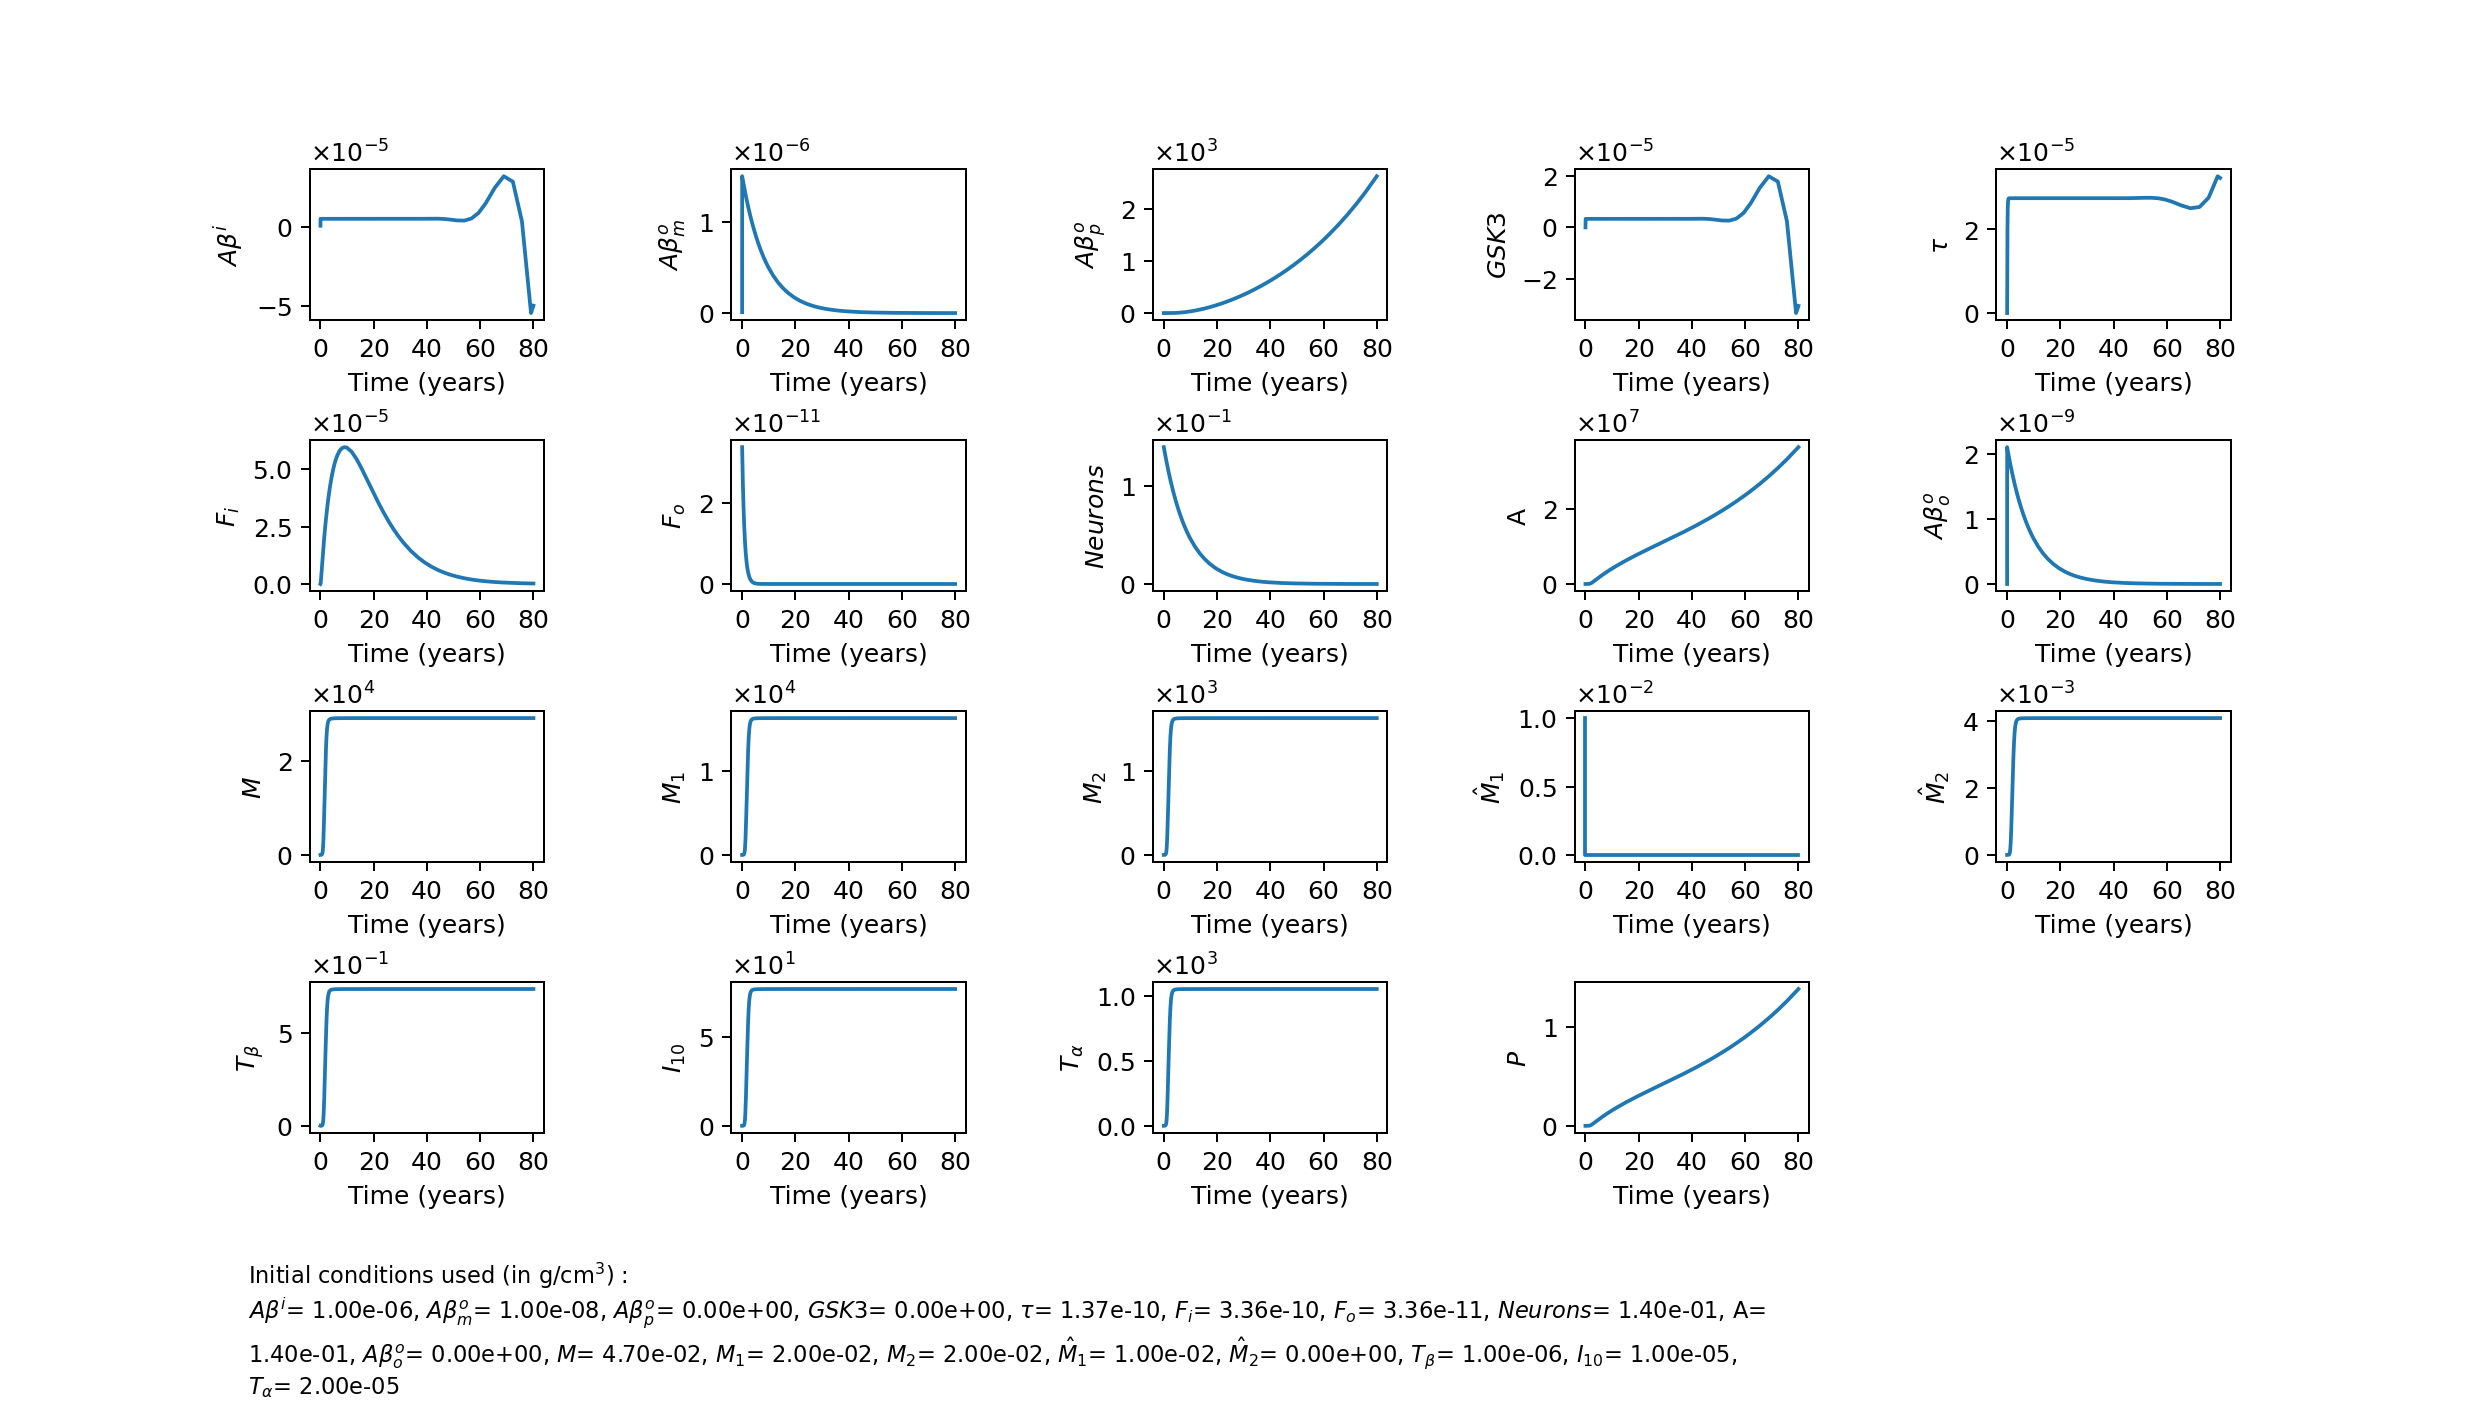 ×10⁻⁵ ×10⁻⁶ ×10³ ×10⁻⁵ ×10⁻⁵
Aβⁱ 0 −5
Aβₘᵒ 1 0
Aβₚᵒ 2 1 0
GSK3 2 0 −2
τ 2 0
0 20 40 60 80 0 20 40 60 80 0 20 40 60 80 0 20 40 60 80 0 20 40 60 80
Time (years) Time (years) Time (years) Time (years) Time (years)
×10⁻⁵ ×10⁻¹¹ ×10⁻¹ ×10⁷ ×10⁻⁹
Fᵢ 5.0 2.5 0.0
Fₒ 2 0
Neurons 1 0
A 2 0
Aβₒᵒ 2 1 0
0 20 40 60 80 0 20 40 60 80 0 20 40 60 80 0 20 40 60 80 0 20 40 60 80
Time (years) Time (years) Time (years) Time (years) Time (years)
×10⁴ ×10⁴ ×10³ ×10⁻² ×10⁻³
M 2 0
M₁ 1 0
M₂ 1 0
M̂₁ 1.0 0.5 0.0
M̂₂ 4 2 0
0 20 40 60 80 0 20 40 60 80 0 20 40 60 80 0 20 40 60 80 0 20 40 60 80
Time (years) Time (years) Time (years) Time (years) Time (years)
×10⁻¹ ×10¹ ×10³
Tᵦ 5 0
I₁₀ 5 0
T_α 1.0 0.5 0.0
P 1 0
0 20 40 60 80 0 20 40 60 80 0 20 40 60 80 0 20 40 60 80
Time (years) Time (years) Time (years) Time (years)
Initial conditions used (in g/cm³) :
Aβⁱ= 1.00e-06, Aβₘᵒ= 1.00e-08, Aβₚᵒ= 0.00e+00, GSK3= 0.00e+00, τ= 1.37e-10, Fᵢ= 3.36e-10, Fₒ= 3.36e-11, Neurons= 1.40e-01, A=
1.40e-01, Aβₒᵒ= 0.00e+00, M= 4.70e-02, M₁= 2.00e-02, M₂= 2.00e-02, M̂₁= 1.00e-02, M̂₂= 0.00e+00, Tᵦ= 1.00e-06, I₁₀= 1.00e-05,
T_α= 2.00e-05